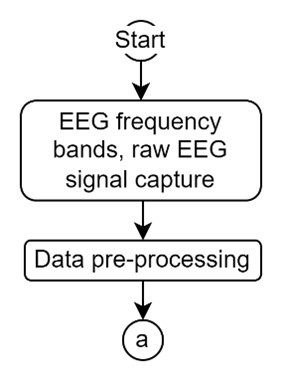 Start
EEG frequency
bands, raw EEG
signal capture
Data pre-processing
a